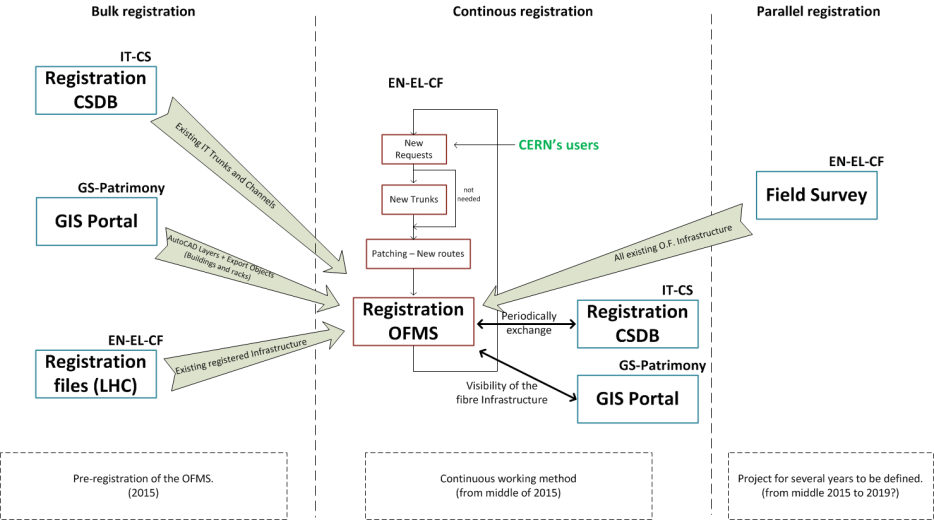 Bulk registration
Continous registration
Parallel registration
IT-CS
Registration
CSDB
Existing IT Trunks and Channels
GS-Patrimony
GIS Portal
AutoCAD Layers + Export Objects
(Buildings and racks)
EN-EL-CF
Registration
files (LHC)
Existing registered Infrastructure
EN-EL-CF
New
Requests
CERN's users
New Trunks
not
needed
Patching – New routes
Registration
OFMS
Periodically
exchange
IT-CS
Registration
CSDB
Visibility of the
fibre Infrastructure
GS-Patrimony
GIS Portal
EN-EL-CF
Field Survey
All existing O.F. Infrastructure
Pre-registration of the OFMS.
(2015)
Continuous working method
(from middle of 2015)
Project for several years to be defined.
(from middle 2015 to 2019?)